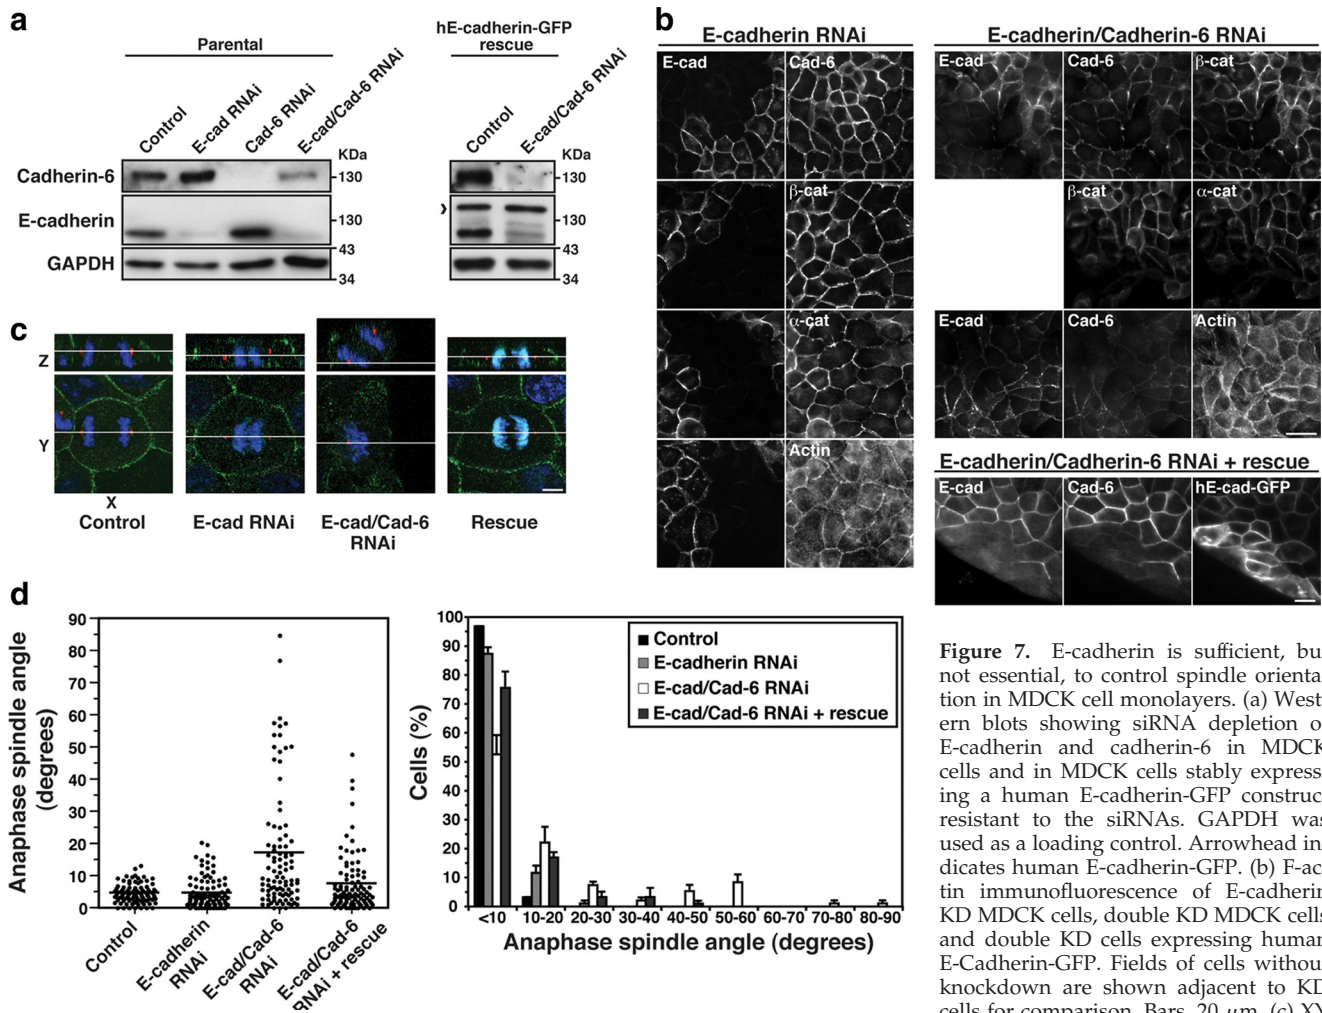 a
Parental
hE-cadherin-GFP
rescue
Control
E-cad RNAi
Cad-6 RNAi
E-cad/Cad-6 RNAi
KDa
Control
E-cad/Cad-6 RNAi
KDa
Cadherin-6
130
130
E-cadherin
130
130
GAPDH
43
34
43
34
b
E-cadherin RNAi
E-cad
Cad-6
β-cat
α-cat
Actin
E-cadherin/Cadherin-6 RNAi
E-cad
Cad-6
β-cat
β-cat
α-cat
E-cad
Cad-6
Actin
E-cadherin/Cadherin-6 RNAi + rescue
E-cad
Cad-6
hE-cad-GFP
c
Z
Y
X
Control
E-cad RNAi
E-cad/Cad-6
RNAi
Rescue
d
Anaphase spindle angle
(degrees)
90
80
70
60
50
40
30
20
10
0
Control
E-cadherin
RNAi
E-cad/Cad-6
RNAi
E-cad/Cad-6
RNAi + rescue
Cells (%)
100
90
80
70
60
50
40
30
20
10
0
Control
E-cadherin RNAi
E-cad/Cad-6 RNAi
E-cad/Cad-6 RNAi + rescue
<10
10-20
20-30
30-40
40-50
50-60
60-70
70-80
80-90
Anaphase spindle angle (degrees)
Figure 7. E-cadherin is sufficient, bu
not essential, to control spindle orienta
tion in MDCK cell monolayers. (a) West
ern blots showing siRNA depletion o
E-cadherin and cadherin-6 in MDCK
cells and in MDCK cells stably express
ing a human E-cadherin-GFP construc
resistant to the siRNAs. GAPDH was
used as a loading control. Arrowhead in
dicates human E-cadherin-GFP. (b) F-ac
tin immunofluorescence of E-cadherin
KD MDCK cells, double KD MDCK cells
and double KD cells expressing human
E-Cadherin-GFP. Fields of cells withou
knockdown are shown adjacent to KD
cells for comparison. Bars, 20 μm. (c) XY